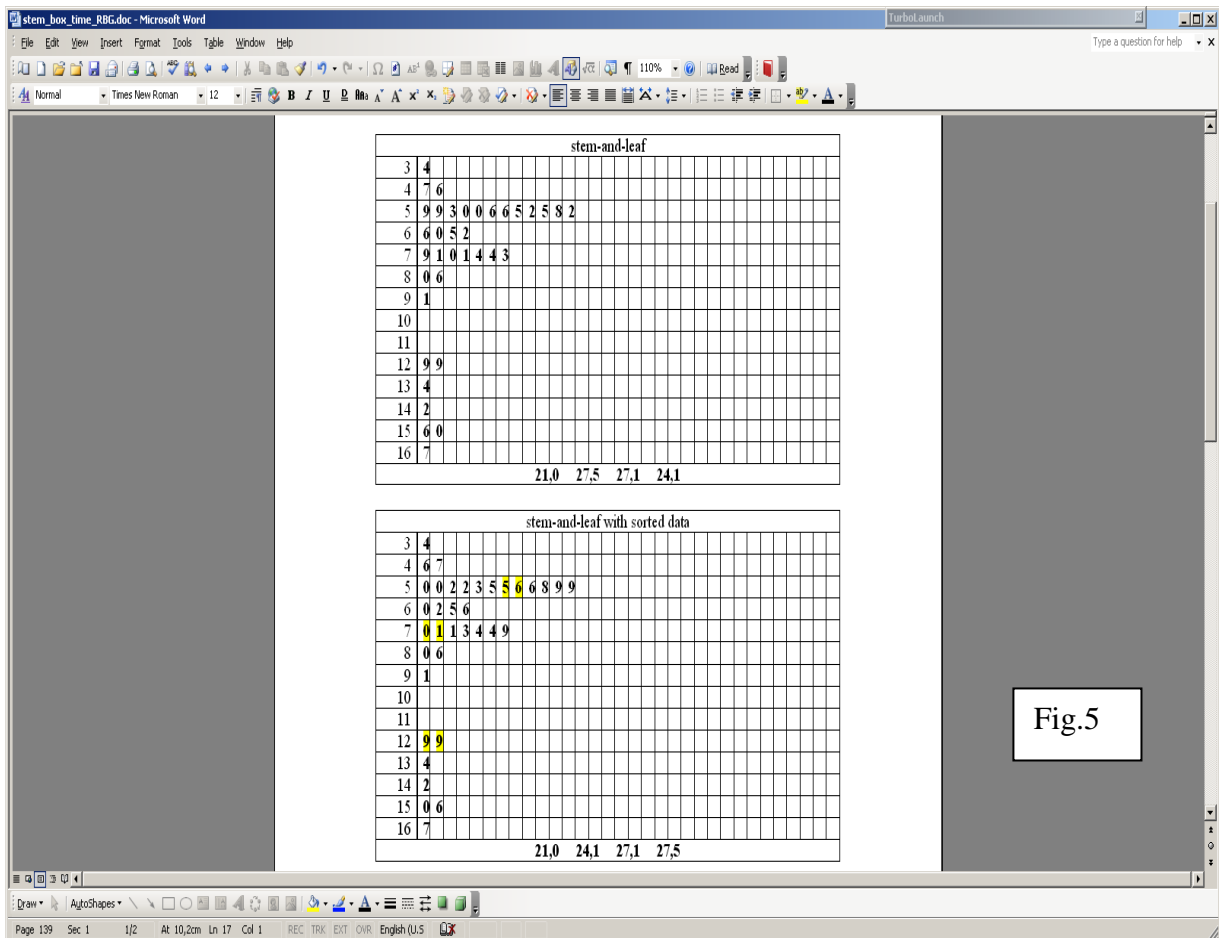 stem_box_time_RBG.doc - Microsoft Word
TurboLaunch
File Edit View Insert Format Tools Table Window Help
Type a question for help
110% Read
Normal Times New Roman 12
stem-and-leaf
3 4
4 7 6
5 9 9 3 0 0 6 6 5 2 5 8 2
6 6 0 5 2
7 9 1 0 1 4 4 3
8 0 6
9 1
10
11
12 9 9
13 4
14 2
15 6 0
16 7
21,0 27,5 27,1 24,1
stem-and-leaf with sorted data
3 4
4 6 7
5 0 0 2 2 3 5 5 6 6 8 9 9
6 0 2 5 6
7 0 1 1 3 4 4 9
8 0 6
9 1
10
11
12 9 9
13 4
14 2
15 0 6
16 7
21,0 24,1 27,1 27,5
Fig.5
Draw AutoShapes
Page 139 Sec 1 1/2 At 10,2cm Ln 17 Col 1 REC TRK EXT OVR English (U.S